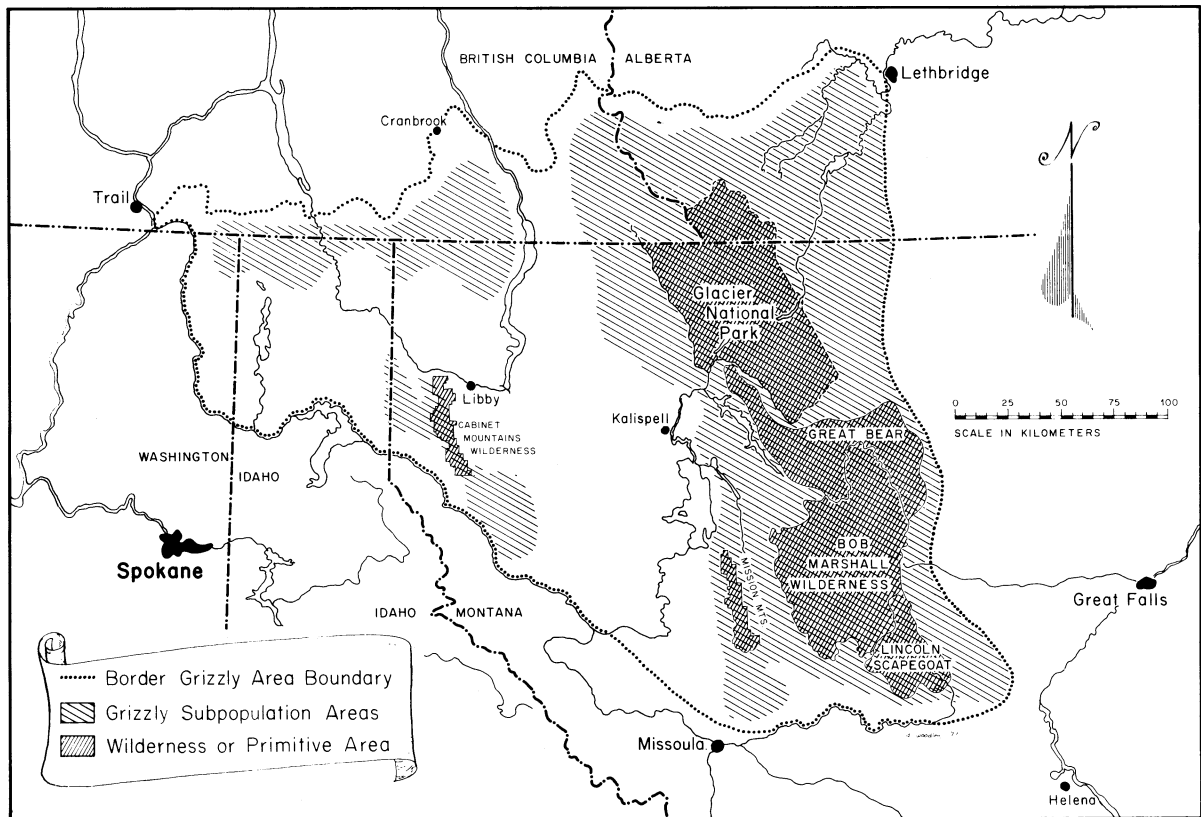 BRITISH COLUMBIA
ALBERTA
Lethbridge
Cranbrook
N
Trail
Glacier
National
Park
Libby
CABINET
MOUNTAINS
WILDERNESS
Kalispell
0 25 50 75 100
SCALE IN KILOMETERS
GREAT BEAR
WASHINGTON
IDAHO
Spokane
BOB
MARSHALL
WILDERNESS
MISSION MTS
Great Falls
IDAHO
MONTANA
LINCOLN
SCAPEGOAT
Border Grizzly Area Boundary
Grizzly Subpopulation Areas
Wilderness or Primitive Area
Missoula
Helena